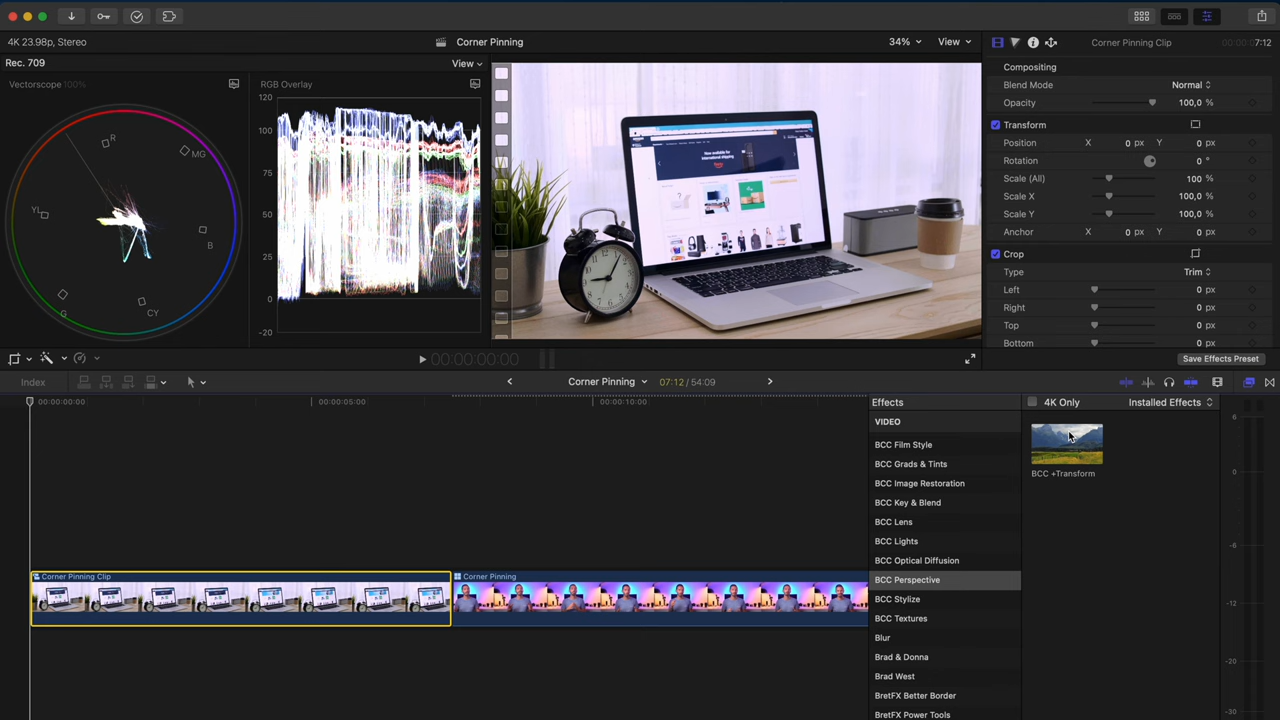 4K 23.98p, Stereo
Corner Pinning
34%
View
Corner Pinning Clip
00:00:07:12
Rec. 709
View
Vectorscope 100%
RGB Overlay
R
MG
YL
B
G
CY
120
100
75
50
25
0
-20
Now available for
international shipping
Compositing
Blend Mode
Normal
Opacity
100,0 %
Transform
Position
X
0 px
Y
0 px
Rotation
0 °
Scale (All)
100 %
Scale X
100,0 %
Scale Y
100,0 %
Anchor
X
0 px
Y
0 px
Crop
Type
Trim
Left
0 px
Right
0 px
Top
0 px
Bottom
0 px
00:00:00:00
Save Effects Preset
Index
Corner Pinning
07:12 / 54:09
00:00:00:00
00:00:05:00
00:00:10:00
Corner Pinning Clip
Corner Pinning
Effects
4K Only
Installed Effects
VIDEO
BCC Film Style
BCC Grads & Tints
BCC Image Restoration
BCC Key & Blend
BCC Lens
BCC Lights
BCC Optical Diffusion
BCC Perspective
BCC Stylize
BCC Textures
Blur
Brad & Donna
Brad West
BretFX Better Border
BretFX Power Tools
BCC +Transform
6
0
-6
-12
-20
-30